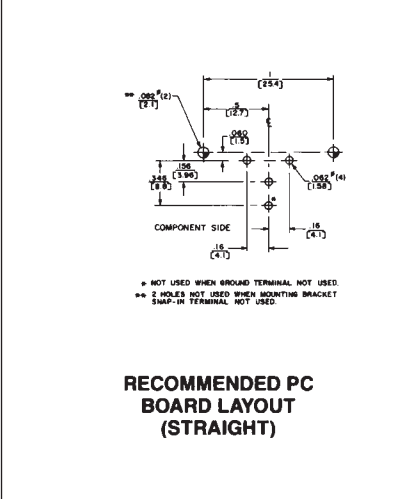 1
[25.4]
** .082 ø(2)
[2.1]
.5
[12.7]
℄
.060
[1.5]
.156
[3.96]
.346
[8.8]
.062 ø(4)
[1.58]
*
COMPONENT SIDE
.16
[4.1]
.16
[4.1]
* NOT USED WHEN GROUND TERMINAL NOT USED.
** 2 HOLES NOT USED WHEN MOUNTING BRACKET
SNAP-IN TERMINAL NOT USED.
RECOMMENDED PC
BOARD LAYOUT
(STRAIGHT)